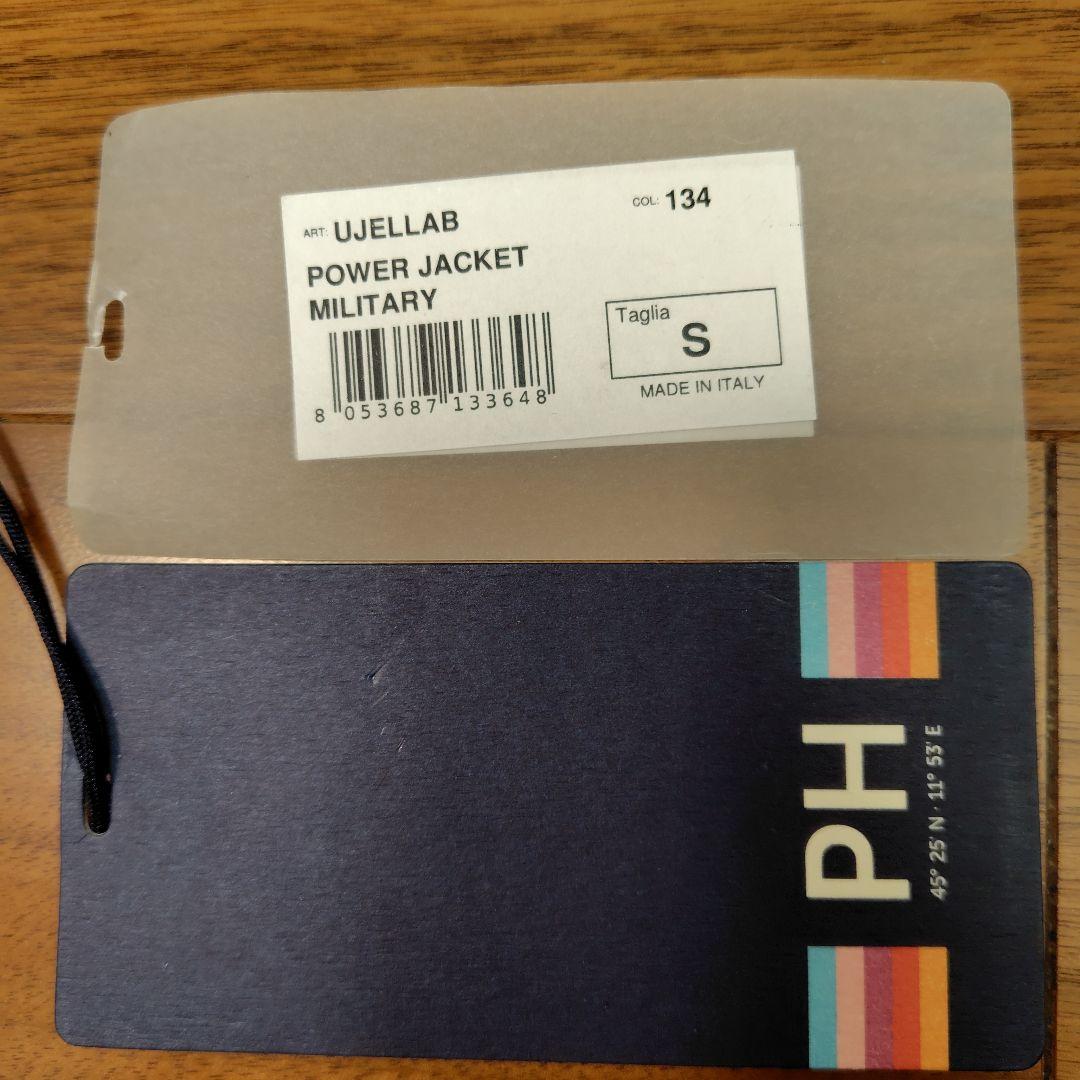 ART: UJELLAB
COL: 134
POWER JACKET
MILITARY
Taglia
S
MADE IN ITALY
8 053687 133648
PH
45° 25' N · 11° 53' E